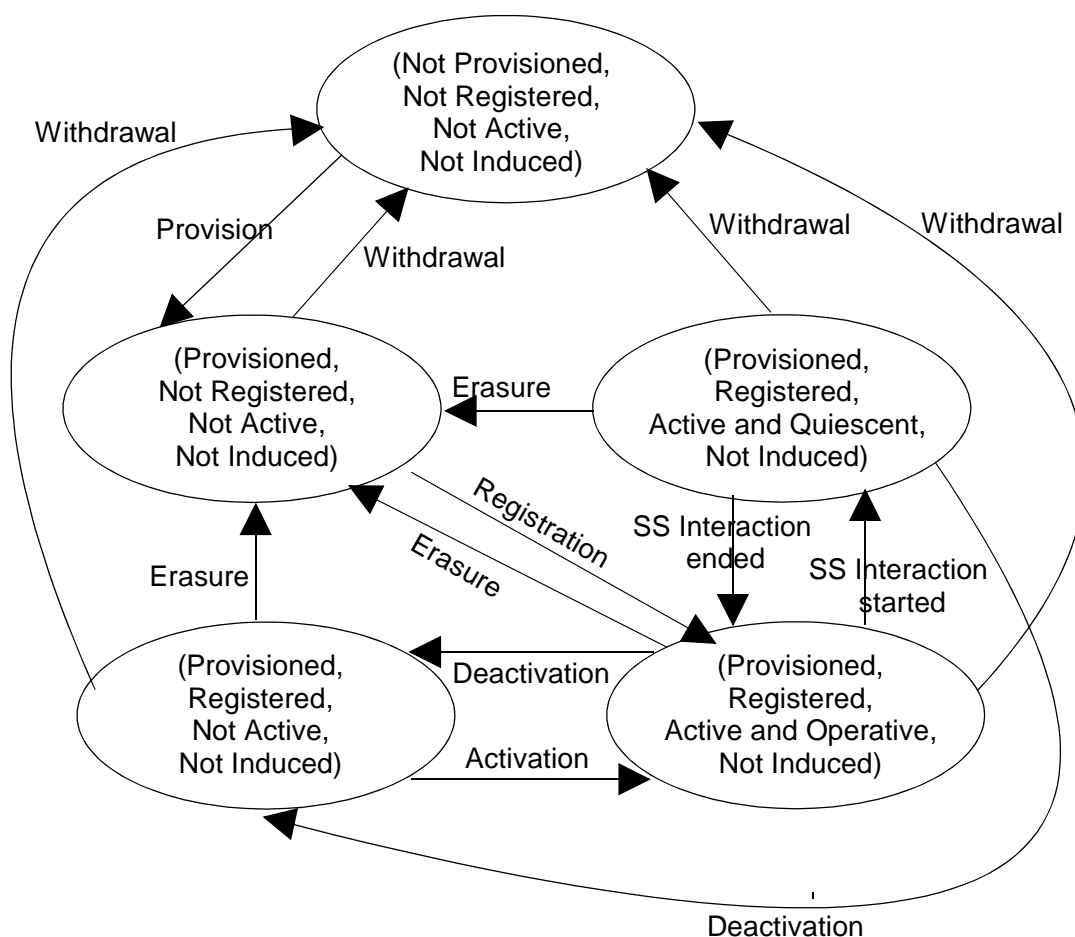 (Not Provisioned,
Not Registered,
Not Active,
Not Induced)
Withdrawal
Provision
Withdrawal
Withdrawal
Withdrawal
(Provisioned,
Not Registered,
Not Active,
Not Induced)
Erasure
(Provisioned,
Registered,
Active and Quiescent,
Not Induced)
Registration
Erasure
SS Interaction
ended
SS Interaction
started
Erasure
(Provisioned,
Registered,
Not Active,
Not Induced)
Deactivation
Activation
(Provisioned,
Registered,
Active and Operative,
Not Induced)
Deactivation